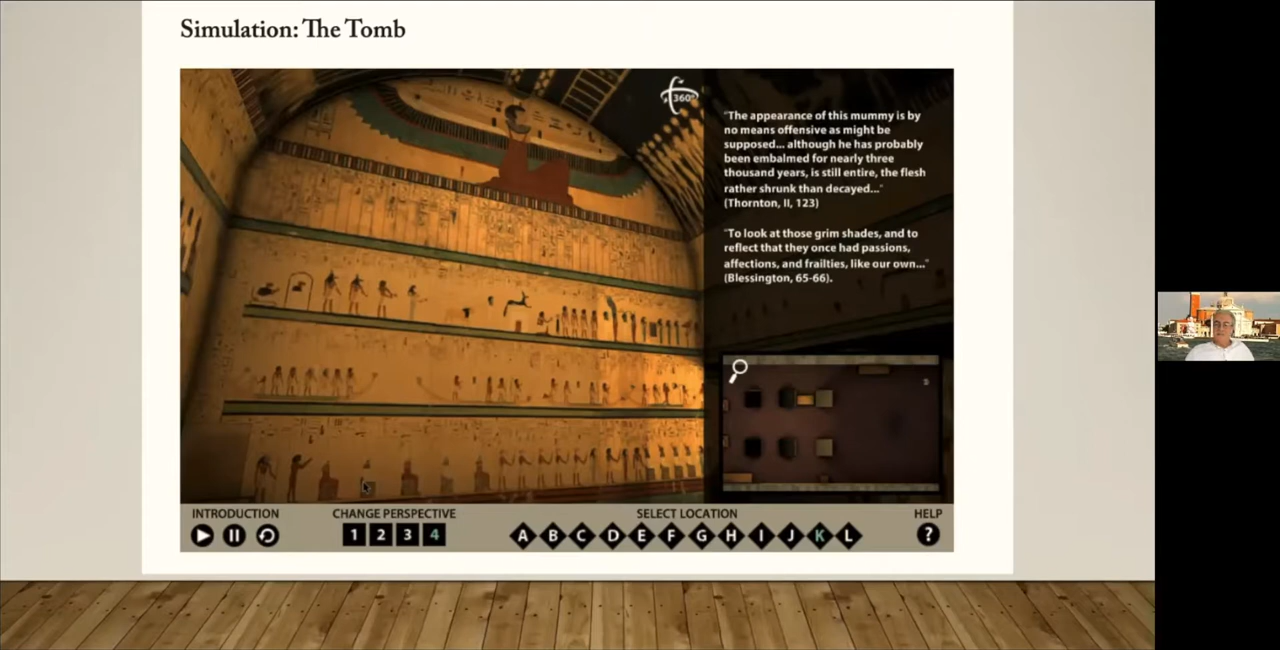 Simulation: The Tomb
360°
"The appearance of this mummy is by
no means offensive as might be
supposed... although he has probably
been embalmed for nearly three
thousand years, is still entire, the flesh
rather shrunk than decayed..."
(Thornton, II, 123)
"To look at those grim shades, and to
reflect that they once had passions,
affections, and frailties, like our own..."
(Blessington, 65-66).
INTRODUCTION
CHANGE PERSPECTIVE
1 2 3 4
SELECT LOCATION
A B C D E F G H I J K L
HELP
?